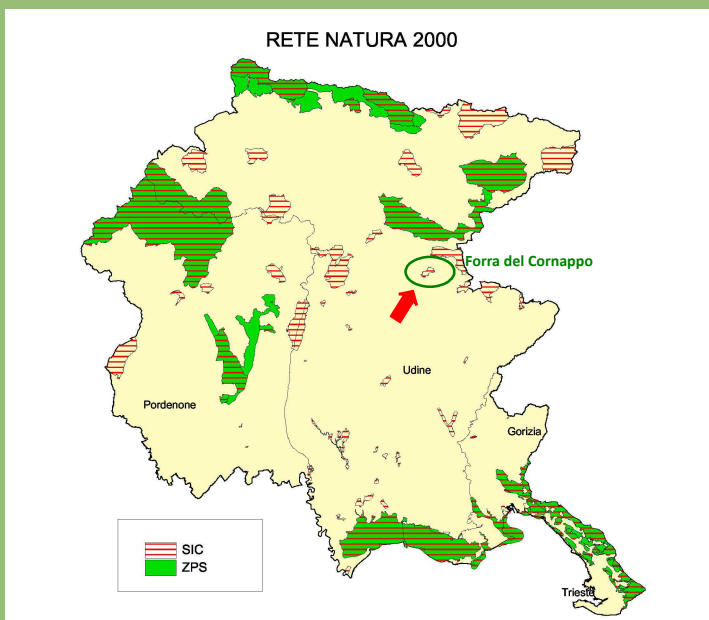 RETE NATURA 2000
Forra del Cornappo
Udine
Pordenone
Gorizia
SIC
ZPS
Trieste